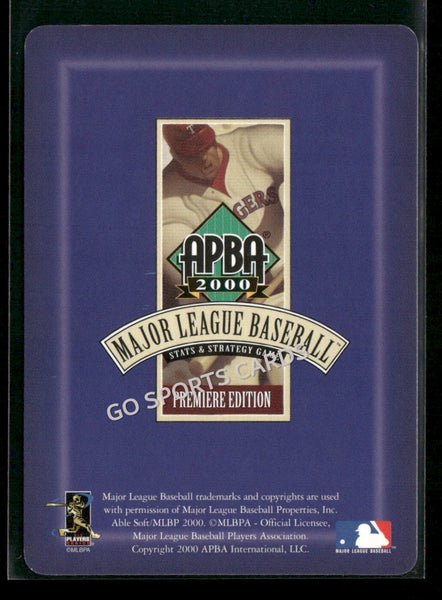 T
GERS
APBA®
2000
MAJOR LEAGUE BASEBALL™
STATS & STRATEGY GAME
GO SPORTS CARDS
PREMIERE EDITION
Major League Baseball trademarks and copyrights are used
with permission of Major League Baseball Properties, Inc.
Able Soft/MLBP 2000. ©MLBPA - Official Licensee,
Major League Baseball Players Association.
Copyright 2000 APBA International, LLC.
PLAYERS
©MLBPA
MAJOR LEAGUE BASEBALL